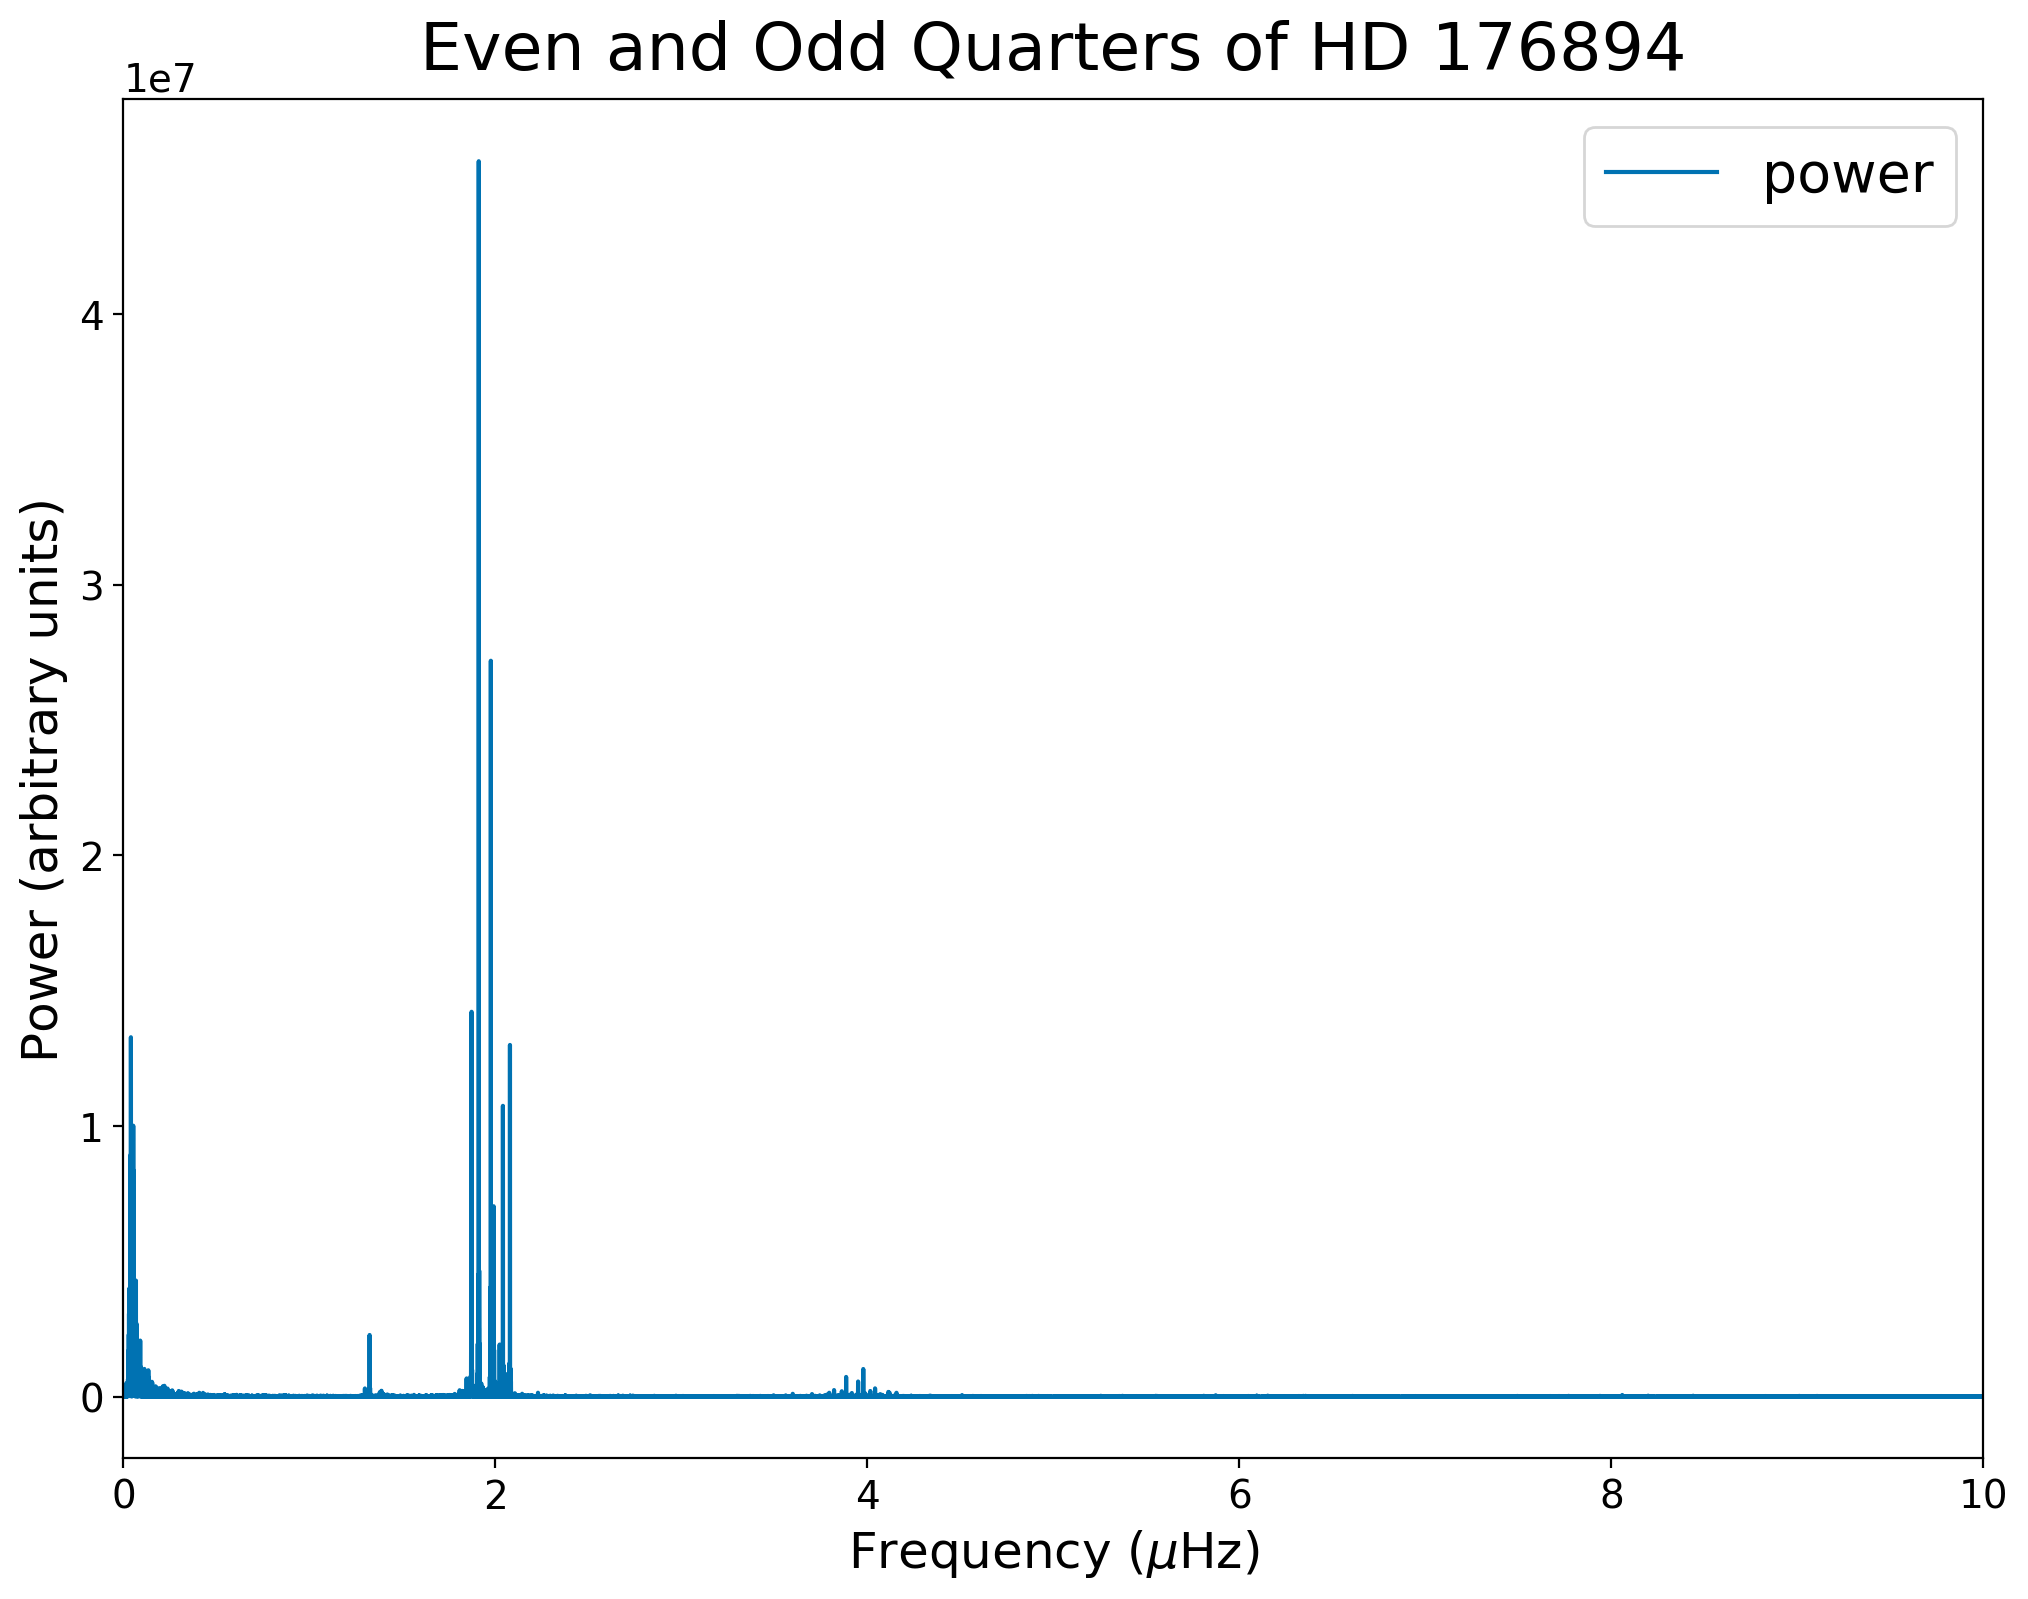 Even and Odd Quarters of HD 176894
1e7
power
4
3
2
1
0
Power (arbitrary units)
0 2 4 6 8 10
Frequency (μHz)